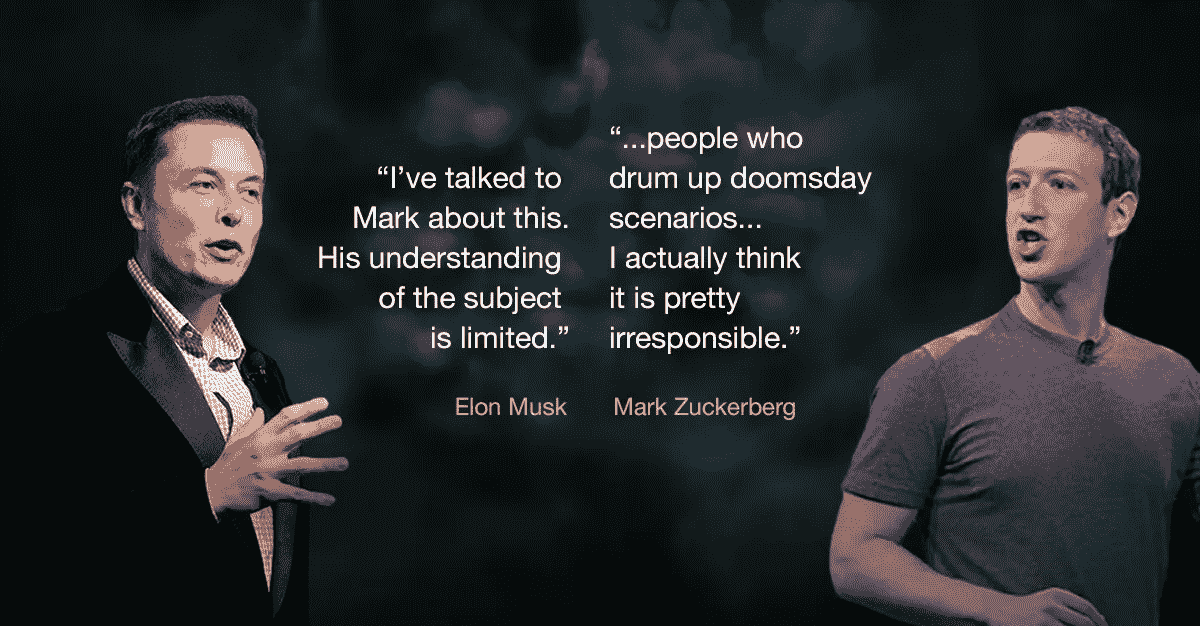 “I’ve talked to
Mark about this.
His understanding
of the subject
is limited.”
Elon Musk
“...people who
drum up doomsday
scenarios...
I actually think
it is pretty
irresponsible.”
Mark Zuckerberg